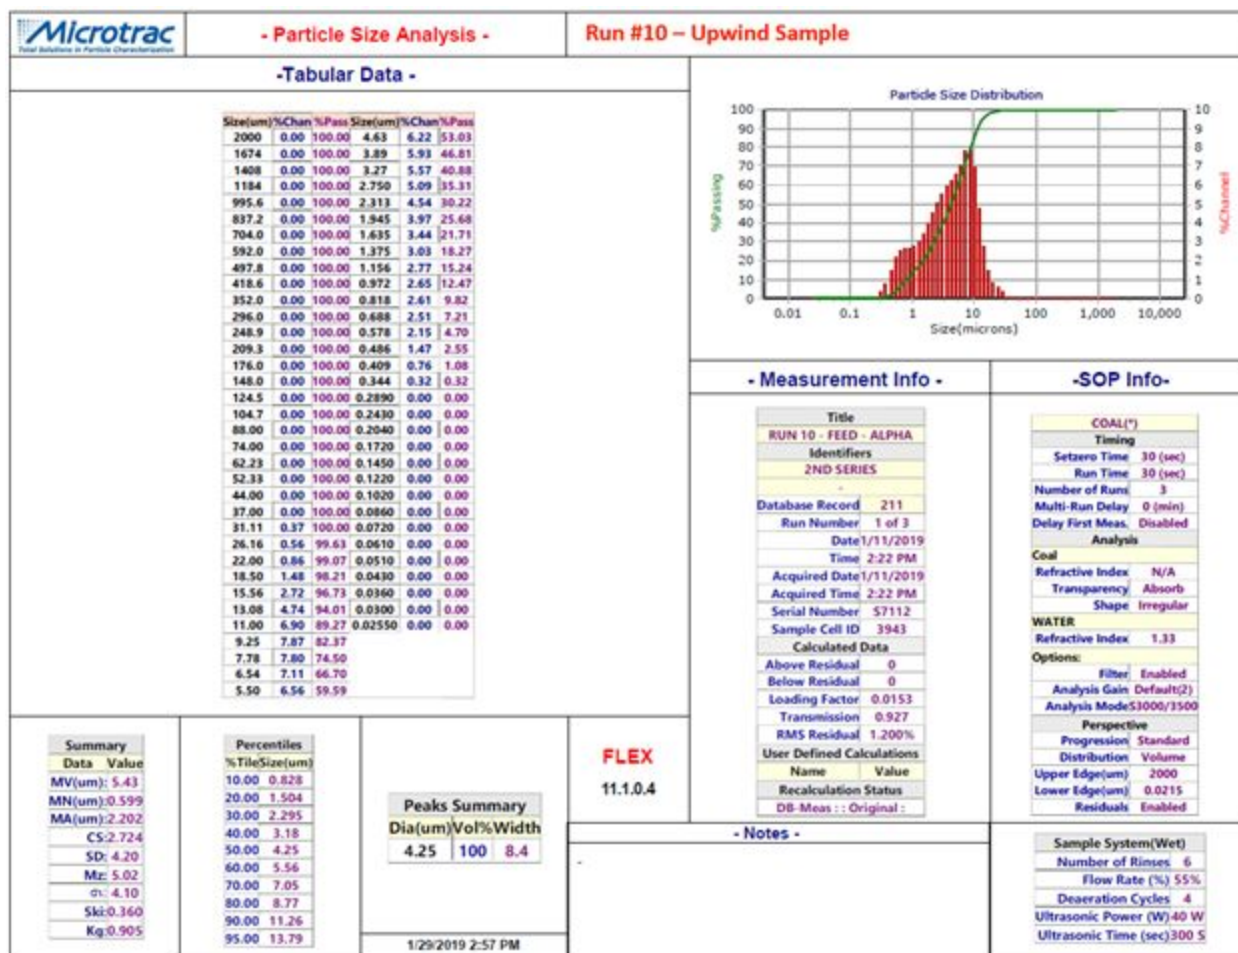 Microtrac
Total Solutions in Particle Characterization
- Particle Size Analysis -
Run #10 – Upwind Sample
-Tabular Data -
Size(um) %Chan %Pass Size(um) %Chan %Pass
2000 0.00 100.00 4.63 6.22 53.03
1674 0.00 100.00 3.89 5.93 46.81
1408 0.00 100.00 3.27 5.57 40.88
1184 0.00 100.00 2.750 5.09 35.31
995.6 0.00 100.00 2.313 4.54 30.22
837.2 0.00 100.00 1.945 3.97 25.68
704.0 0.00 100.00 1.635 3.44 21.71
592.0 0.00 100.00 1.375 3.03 18.27
497.8 0.00 100.00 1.156 2.77 15.24
418.6 0.00 100.00 0.972 2.65 12.47
352.0 0.00 100.00 0.818 2.61 9.82
296.0 0.00 100.00 0.688 2.51 7.21
248.9 0.00 100.00 0.578 2.15 4.70
209.3 0.00 100.00 0.486 1.47 2.55
176.0 0.00 100.00 0.409 0.76 1.08
148.0 0.00 100.00 0.344 0.32 0.32
124.5 0.00 100.00 0.2890 0.00 0.00
104.7 0.00 100.00 0.2430 0.00 0.00
88.00 0.00 100.00 0.2040 0.00 0.00
74.00 0.00 100.00 0.1720 0.00 0.00
62.23 0.00 100.00 0.1450 0.00 0.00
52.33 0.00 100.00 0.1220 0.00 0.00
44.00 0.00 100.00 0.1020 0.00 0.00
37.00 0.00 100.00 0.0860 0.00 0.00
31.11 0.37 100.00 0.0720 0.00 0.00
26.16 0.56 99.63 0.0610 0.00 0.00
22.00 0.86 99.07 0.0510 0.00 0.00
18.50 1.48 98.21 0.0430 0.00 0.00
15.56 2.72 96.73 0.0360 0.00 0.00
13.08 4.74 94.01 0.0300 0.00 0.00
11.00 6.90 89.27 0.02550 0.00 0.00
9.25 7.87 82.37
7.78 7.80 74.50
6.54 7.11 66.70
5.50 6.56 59.59
Particle Size Distribution
100 90 80 70 60 50 40 30 20 10 0
%Passing
10 9 8 7 6 5 4 3 2 1 0
%Channel
0.01 0.1 1 10 100 1,000 10,000
Size(microns)
- Measurement Info -
Title
RUN 10 - FEED - ALPHA
Identifiers
2ND SERIES
-
Database Record 211
Run Number 1 of 3
Date 1/11/2019
Time 2:22 PM
Acquired Date 1/11/2019
Acquired Time 2:22 PM
Serial Number S7112
Sample Cell ID 3943
Calculated Data
Above Residual 0
Below Residual 0
Loading Factor 0.0153
Transmission 0.927
RMS Residual 1.200%
User Defined Calculations
Name Value
Recalculation Status
DB-Meas : : Original :
-SOP Info-
COAL(*)
Timing
Setzero Time 30 (sec)
Run Time 30 (sec)
Number of Runs 3
Multi-Run Delay 0 (min)
Delay First Meas. Disabled
Analysis
Coal
Refractive Index N/A
Transparency Absorb
Shape Irregular
WATER
Refractive Index 1.33
Options:
Filter Enabled
Analysis Gain Default(2)
Analysis Mode S3000/3500
Perspective
Progression Standard
Distribution Volume
Upper Edge(um) 2000
Lower Edge(um) 0.0215
Residuals Enabled
Summary
Data Value
MV(um): 5.43
MN(um): 0.599
MA(um): 2.202
CS: 2.724
SD: 4.20
Mz: 5.02
σı: 4.10
Ski: 0.360
Kg: 0.905
Percentiles
%Tile Size(um)
10.00 0.828
20.00 1.504
30.00 2.295
40.00 3.18
50.00 4.25
60.00 5.56
70.00 7.05
80.00 8.77
90.00 11.26
95.00 13.79
Peaks Summary
Dia(um) Vol% Width
4.25 100 8.4
1/29/2019 2:57 PM
FLEX
11.1.0.4
- Notes -
-
Sample System(Wet)
Number of Rinses 6
Flow Rate (%) 55%
Deaeration Cycles 4
Ultrasonic Power (W) 40 W
Ultrasonic Time (sec) 300 S